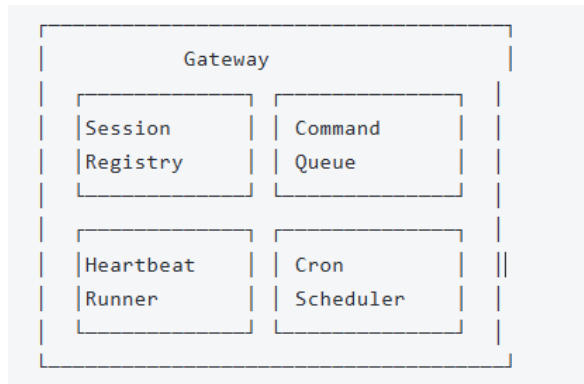 Gateway
Session Command
Registry Queue
Heartbeat Cron
Runner Scheduler